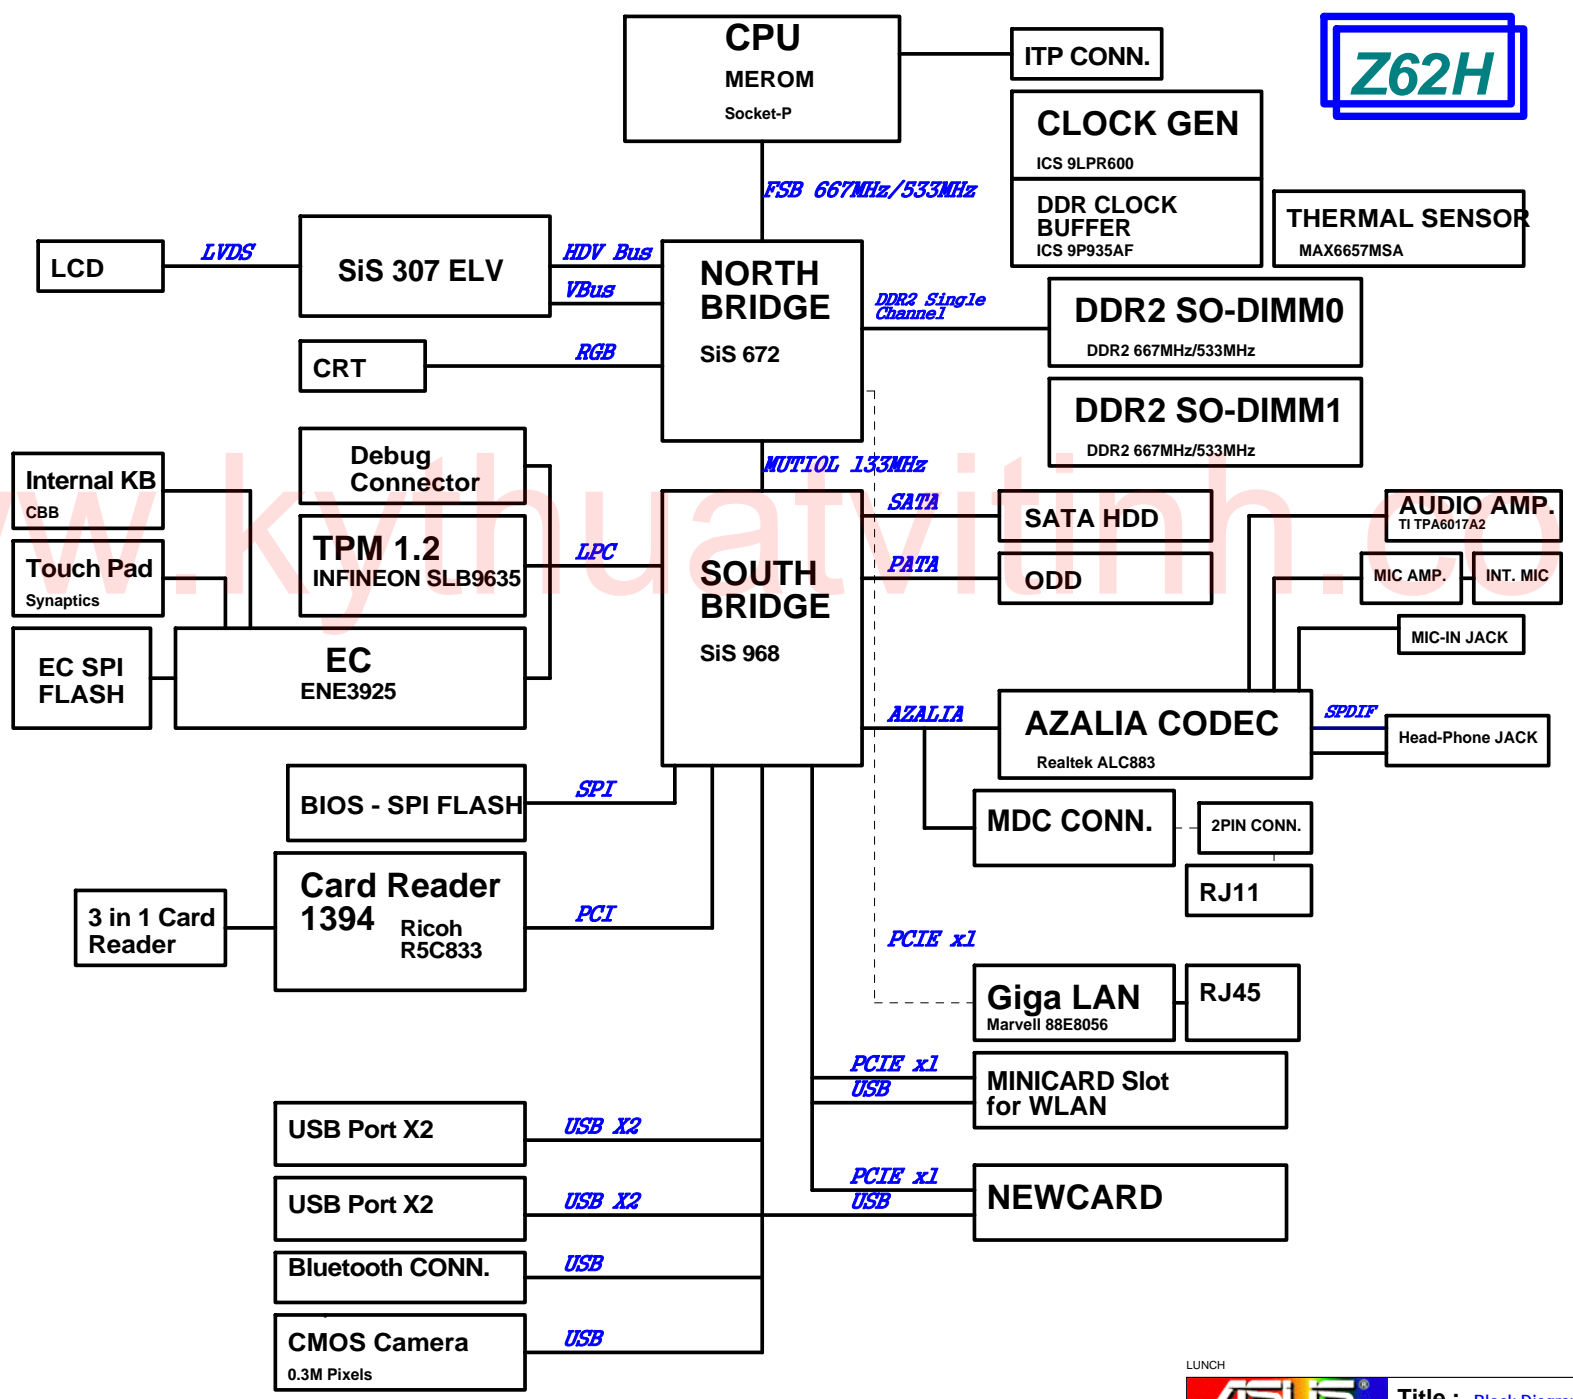 CPU
MEROM
Socket-P
ITP CONN.
Z62H
CLOCK GEN
ICS 9LPR600
FSB 667MHz/533MHz
DDR CLOCK
BUFFER
ICS 9P935AF
THERMAL SENSOR
MAX6657MSA
LCD
LVDS
SiS 307 ELV
HDV Bus
VBus
NORTH
BRIDGE
SiS 672
DDR2 Single
Channel
DDR2 SO-DIMM0
DDR2 667MHz/533MHz
CRT
RGB
DDR2 SO-DIMM1
DDR2 667MHz/533MHz
Debug
Connector
MUTIOL 133MHz
Internal KB
CBB
www.kythuatvitinh.co
SATA
SATA HDD
AUDIO AMP.
TI TPA6017A2
TPM 1.2
INFINEON SLB9635
LPC
SOUTH
BRIDGE
SiS 968
PATA
ODD
MIC AMP.
INT. MIC
Touch Pad
Synaptics
MIC-IN JACK
EC SPI
FLASH
EC
ENE3925
AZALIA
AZALIA CODEC
Realtek ALC883
SPDIF
Head-Phone JACK
BIOS - SPI FLASH
SPI
MDC CONN.
2PIN CONN.
RJ11
3 in 1 Card
Reader
Card Reader
1394
Ricoh
R5C833
PCI
PCIE x1
Giga LAN
Marvell 88E8056
RJ45
PCIE x1
USB
MINICARD Slot
for WLAN
USB Port X2
USB X2
PCIE x1
USB
NEWCARD
USB Port X2
USB X2
Bluetooth CONN.
USB
CMOS Camera
0.3M Pixels
USB
LUNCH
ASUS®
Title :